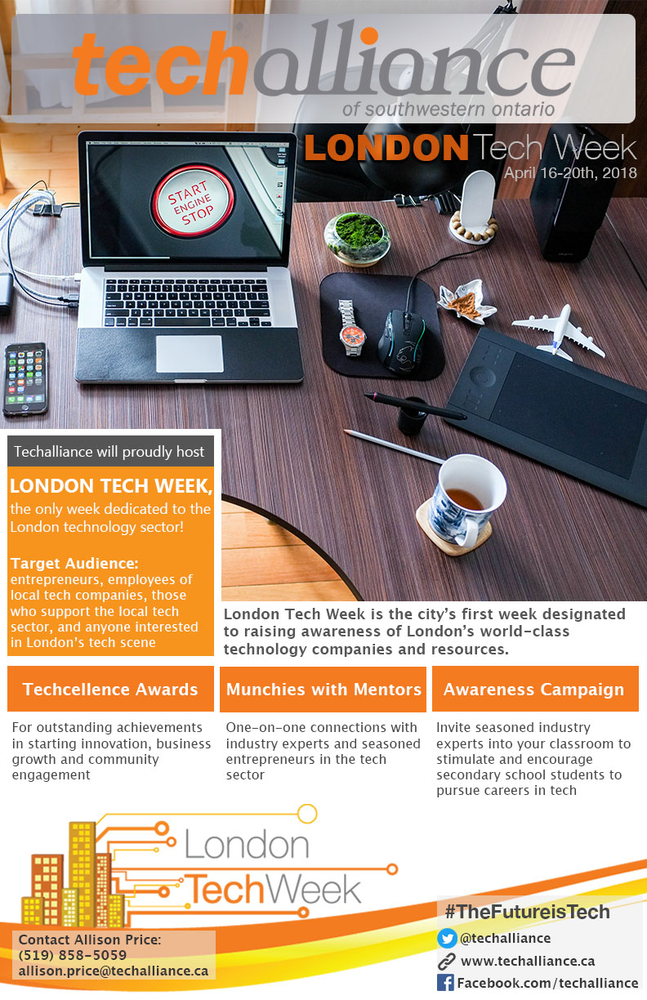 techalliance
of southwestern ontario
LONDON Tech Week
April 16-20th, 2018
START
ENGINE
STOP
Techalliance will proudly host
LONDON TECH WEEK,
the only week dedicated to the
London technology sector!
Target Audience:
entrepreneurs, employees of
local tech companies, those
who support the local tech
sector, and anyone interested
in London's tech scene
London Tech Week is the city's first week designated
to raising awareness of London's world-class
technology companies and resources.
Techcellence Awards
For outstanding achievements
in starting innovation, business
growth and community
engagement
Munchies with Mentors
One-on-one connections with
industry experts and seasoned
entrepreneurs in the tech
sector
Awareness Campaign
Invite seasoned industry
experts into your classroom to
stimulate and encourage
secondary school students to
pursue careers in tech
London
TechWeek
Contact Allison Price:
(519) 858-5059
allison.price@techalliance.ca
#TheFutureisTech
@techalliance
www.techalliance.ca
Facebook.com/techalliance